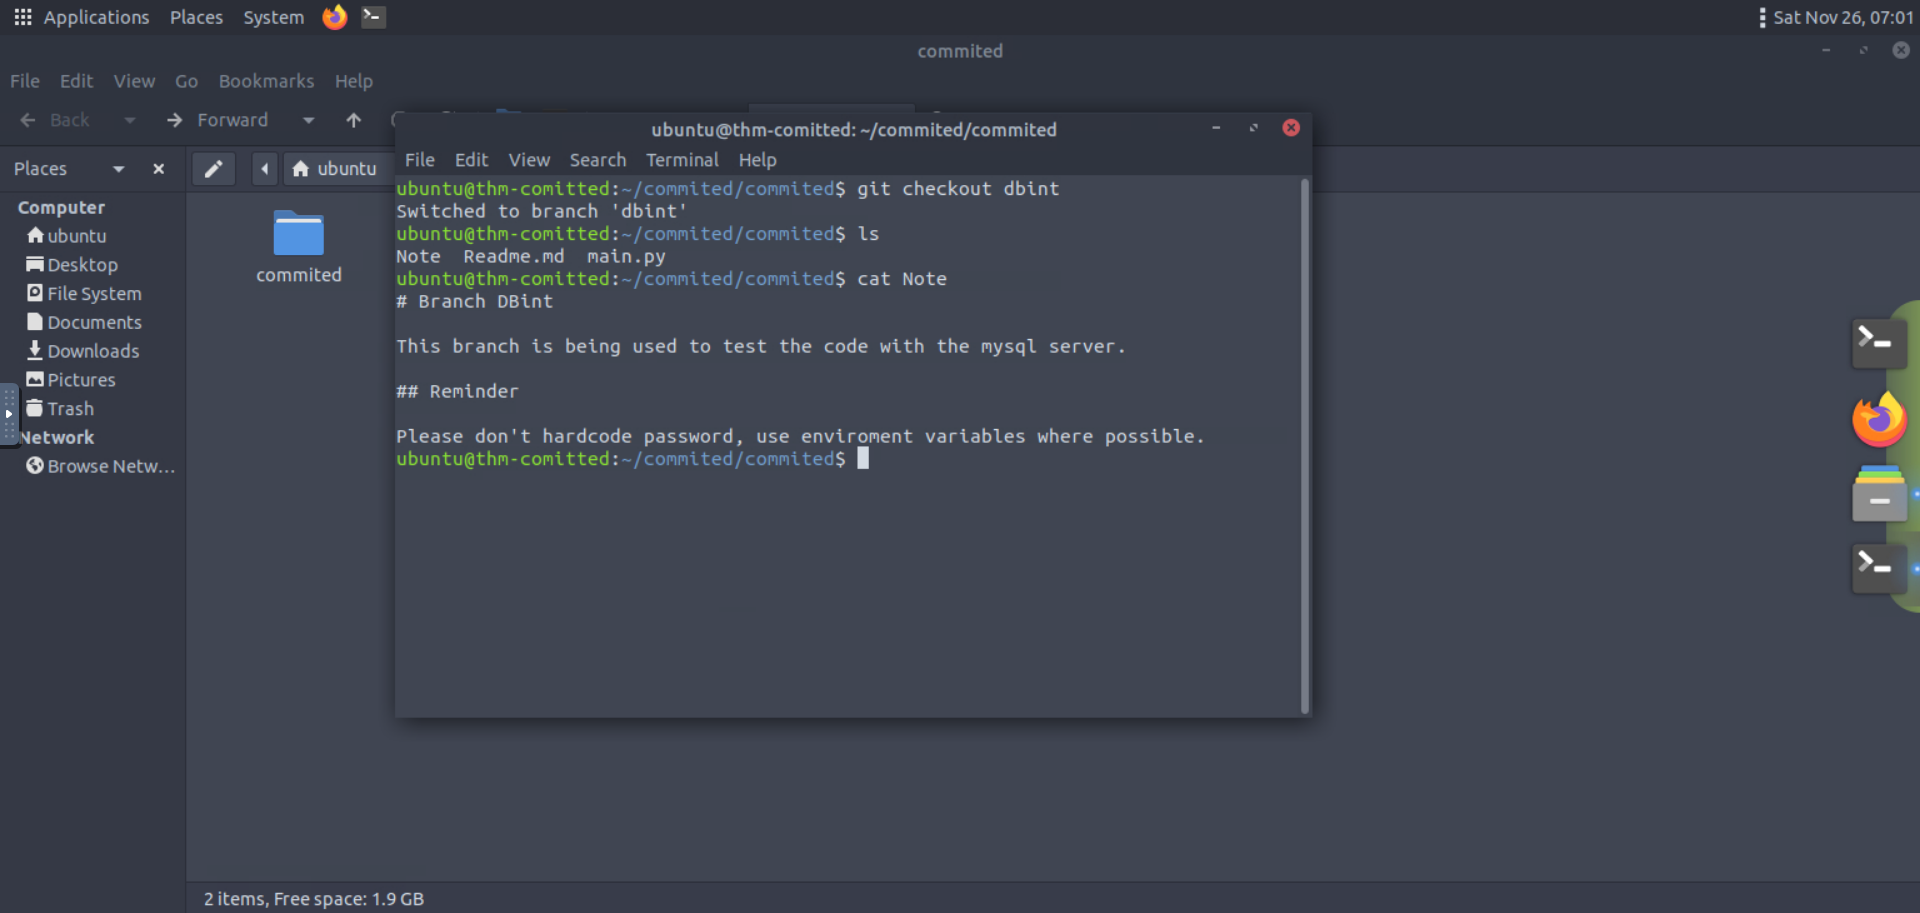 Applications Places System
Sat Nov 26, 07:01
commited
File Edit View Go Bookmarks Help
Back Forward
Places
ubuntu
Computer
ubuntu
Desktop
File System
Documents
Downloads
Pictures
Trash
Network
Browse Netw...
commited
ubuntu@thm-comitted: ~/commited/commited
File Edit View Search Terminal Help
ubuntu@thm-comitted:~/commited/commited$ git checkout dbint
Switched to branch 'dbint'
ubuntu@thm-comitted:~/commited/commited$ ls
Note Readme.md main.py
ubuntu@thm-comitted:~/commited/commited$ cat Note
# Branch DBint
This branch is being used to test the code with the mysql server.
## Reminder
Please don't hardcode password, use enviroment variables where possible.
ubuntu@thm-comitted:~/commited/commited$
2 items, Free space: 1.9 GB